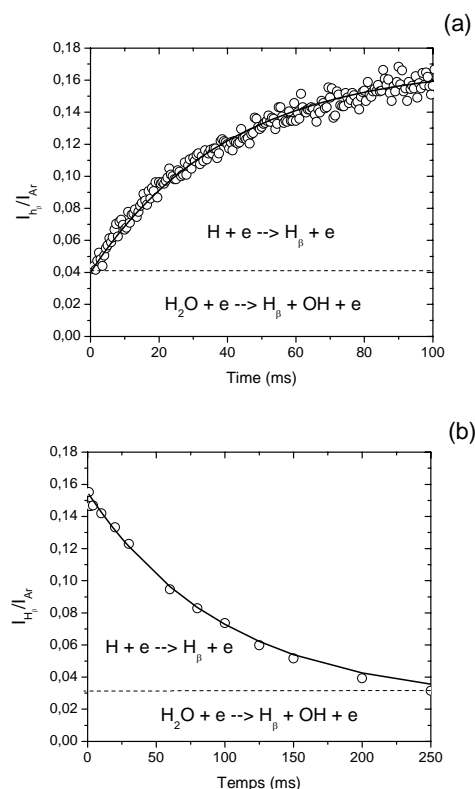 (a)
0,18
0,16
0,14
0,12
0,10
0,08
0,06
0,04
0,02
0,00
I_{h_β}/I_{Ar}
H + e --> H_β + e
H_2O + e --> H_β + OH + e
0 20 40 60 80 100
Time (ms)
(b)
0,18
0,16
0,14
0,12
0,10
0,08
0,06
0,04
0,02
0,00
I_{H_β}/I_{Ar}
H + e --> H_β + e
H_2O + e --> H_β + OH + e
0 50 100 150 200 250
Temps (ms)